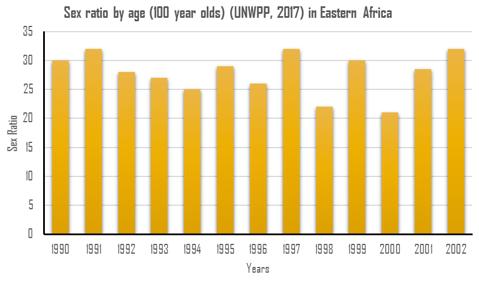 Sex ratio by age (100 year olds) (UNWPP, 2017) in Eastern Africa
35
30
25
20
15
10
5
0
Sex Ratio
1990 1991 1992 1993 1994 1995 1996 1997 1998 1999 2000 2001 2002
Years